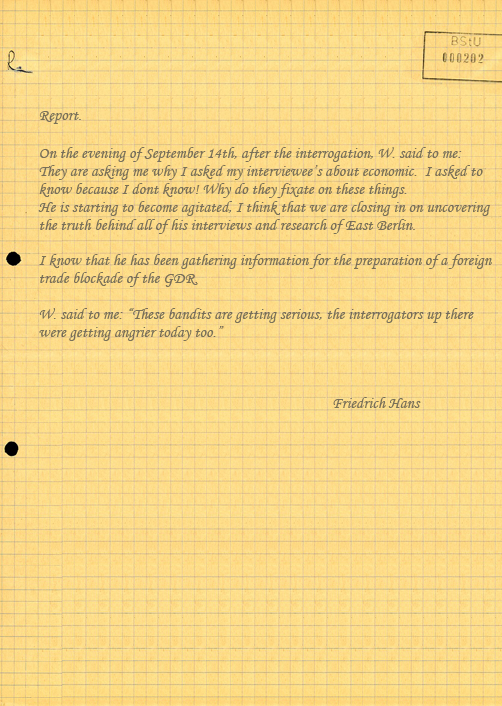 BStU
000202
Report.
On the evening of September 14th, after the interrogation, W. said to me:
They are asking me why I asked my interviewee's about economic. I asked to
know because I dont know! Why do they fixate on these things.
He is starting to become agitated, I think that we are closing in on uncovering
the truth behind all of his interviews and research of East Berlin.
I know that he has been gathering information for the preparation of a foreign
trade blockade of the GDR.
W. said to me: “These bandits are getting serious, the interrogators up there
were getting angrier today too.”
Friedrich Hans